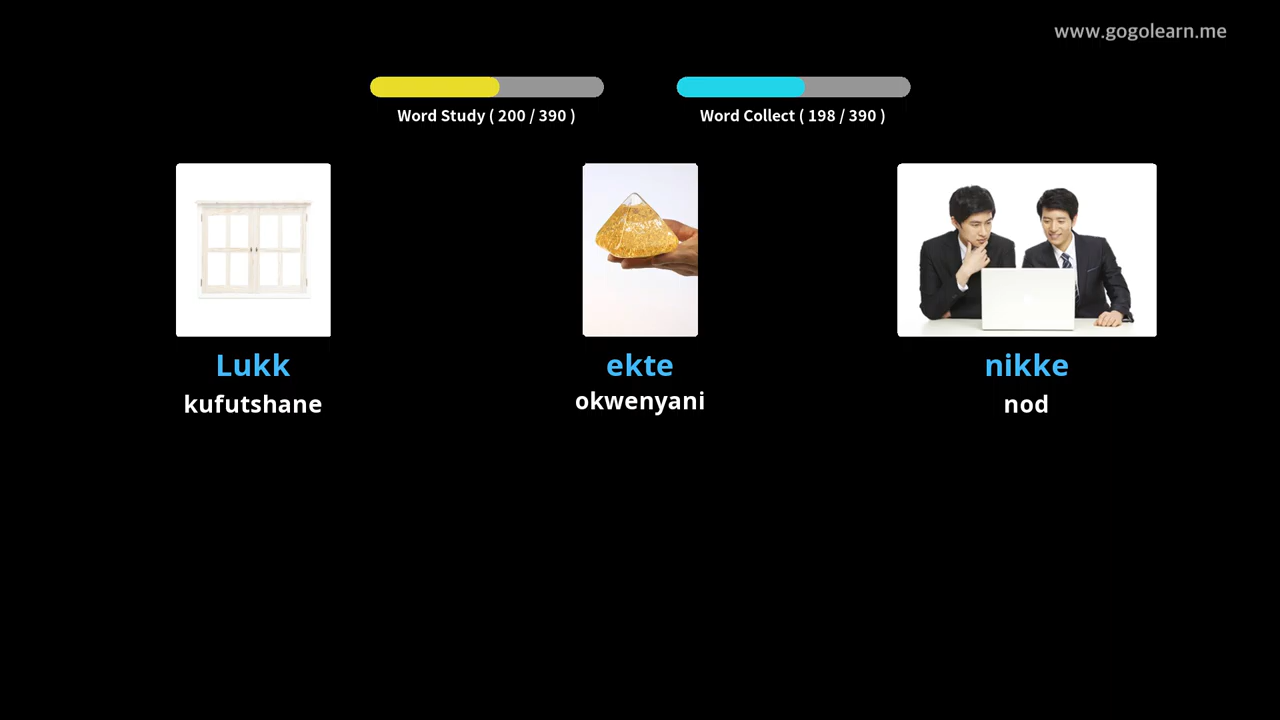 www.gogolearn.me
Word Study ( 200 / 390 )
Word Collect ( 198 / 390 )
Lukk
kufutshane
ekte
okwenyani
nikke
nod